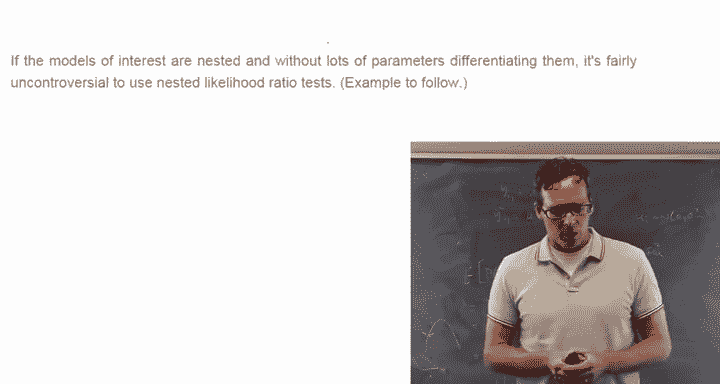 If the models of interest are nested and without lots of parameters differentiating them, it's fairly
uncontroversial to use nested likelihood ratio tests. (Example to follow.)